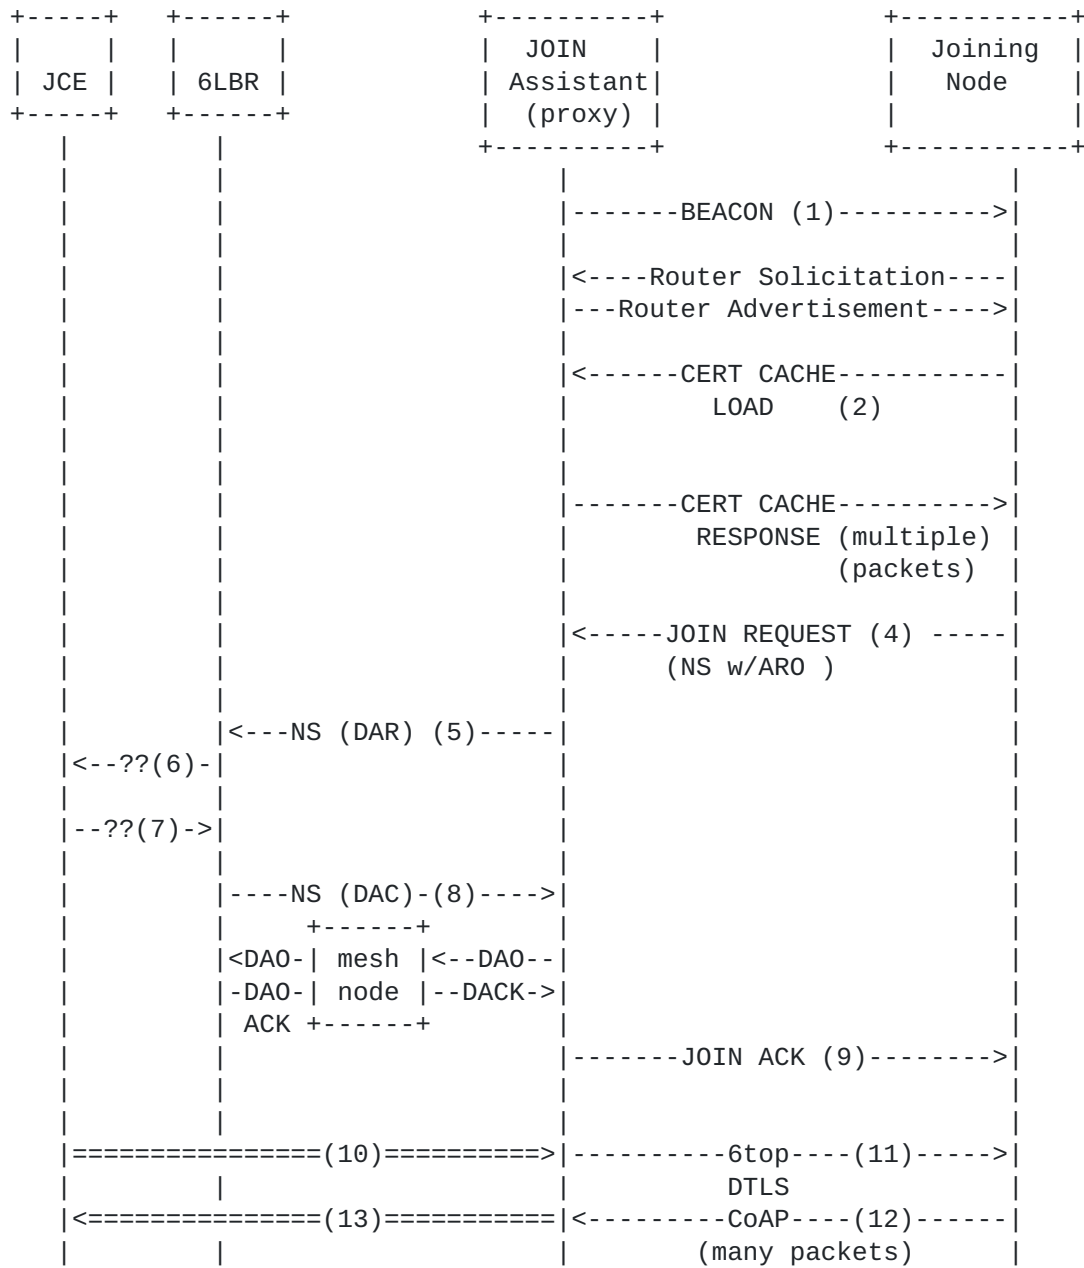 +-----+   +------+            +----------+              +-----------+
|     |   |      |            |  JOIN    |              |  Joining  |
| JCE |   | 6LBR |            | Assistant|              |   Node    |
+-----+   +------+            |  (proxy) |              |           |
   |         |                +----------+              +-----------+
   |         |                     |                            |
   |         |                     |-------BEACON (1)---------->|
   |         |                     |                            |
   |         |                     |<----Router Solicitation----|
   |         |                     |---Router Advertisement---->|
   |         |                     |                            |
   |         |                     |<------CERT CACHE-----------|
   |         |                     |         LOAD    (2)        |
   |         |                     |                            |
   |         |                     |                            |
   |         |                     |-------CERT CACHE---------->|
   |         |                     |        RESPONSE (multiple) |
   |         |                     |                 (packets)  |
   |         |                     |                            |
   |         |                     |<-----JOIN REQUEST (4) -----|
   |         |                     |      (NS w/ARO )           |
   |         |                     |                            |
   |         |<---NS (DAR) (5)-----|                            |
   |<--??(6)-|                     |                            |
   |         |                     |                            |
   |--??(7)->|                     |                            |
   |         |                     |                            |
   |         |----NS (DAC)-(8)---->|                            |
   |         |     +------+        |                            |
   |         |<DAO-| mesh |<--DAO--|                            |
   |         |-DAO-| node |--DACK->|                            |
   |         | ACK +------+        |                            |
   |         |                     |-------JOIN ACK (9)-------->|
   |         |                     |                            |
   |         |                     |                            |
   |================(10)==========>|----------6top----(11)----->|
   |         |                     |          DTLS              |
   |<===============(13)===========|<---------CoAP----(12)------|
   |         |                     |        (many packets)      |